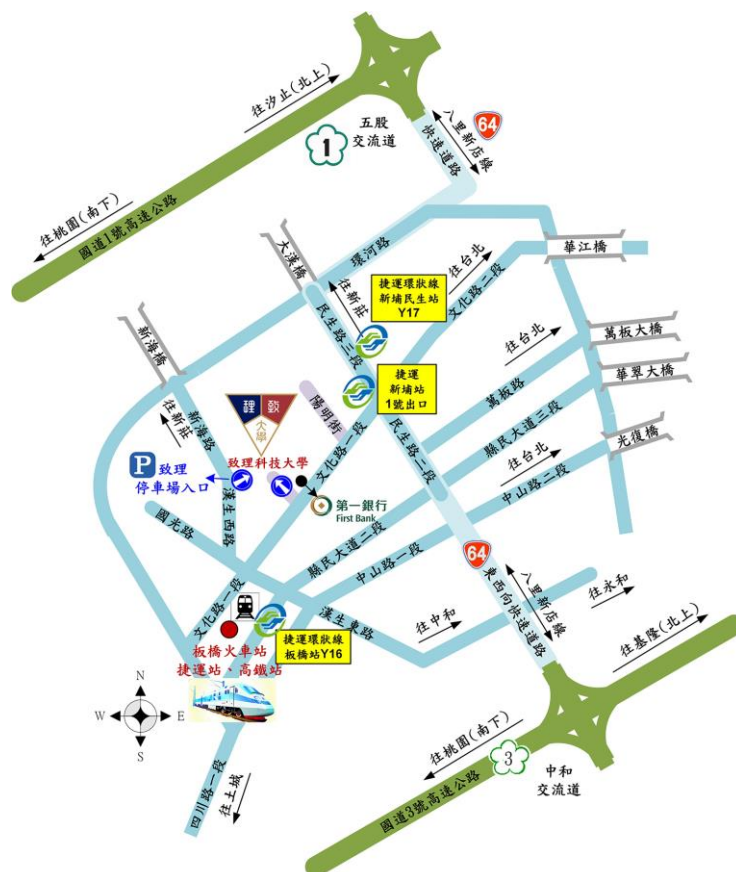 往汐止(北上)
五股
交流道
1
64
八里新店線
快速道路
往桃園(南下)
國道1號高速公路
大漢橋
環河路
往台北
華江橋
捷運環狀線
新埔民生站
Y17
往新莊
文化路二段
民生路三段
新海橋
往台北
萬板大橋
捷運
新埔站
1號出口
華翠大橋
萬板路
陽明街
理 致
大學
往新莊
新海路
縣民大道三段
光復橋
文化路一段
民生路二段
致理科技大學
P 致理
停車場入口
往台北
中山路二段
第一銀行
First Bank
漢生西路
國光路
縣民大道二段
中山路一段
64
東西向快速道路
八里新店線
往永和
文化路一段
漢生東路
往中和
捷運環狀線
板橋站Y16
板橋火車站
捷運站、高鐵站
往基隆(北上)
N
W E
S
往桃園(南下)
3
中和
交流道
國道3號高速公路
四川路一段
往土城